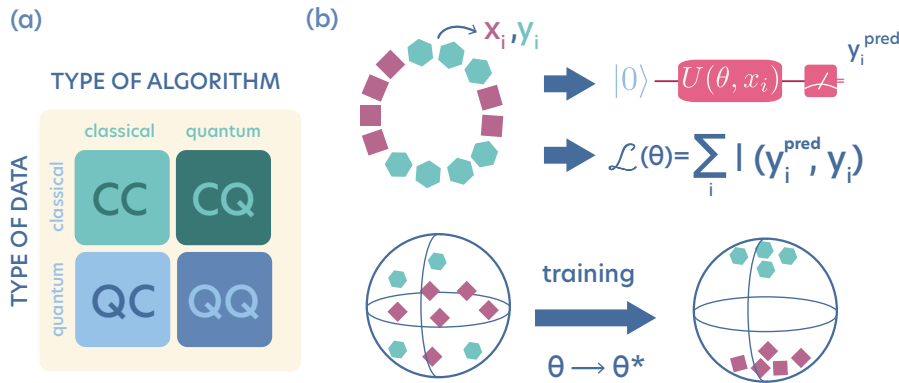 (a)
TYPE OF ALGORITHM
classical quantum
TYPE OF DATA
classical
CC CQ
quantum
QC QQ
(b)
x_i,y_i
|0⟩ U(θ, x_i) y_i^pred
ℒ(θ)=∑_i l (y_i^pred, y_i)
training
θ → θ*